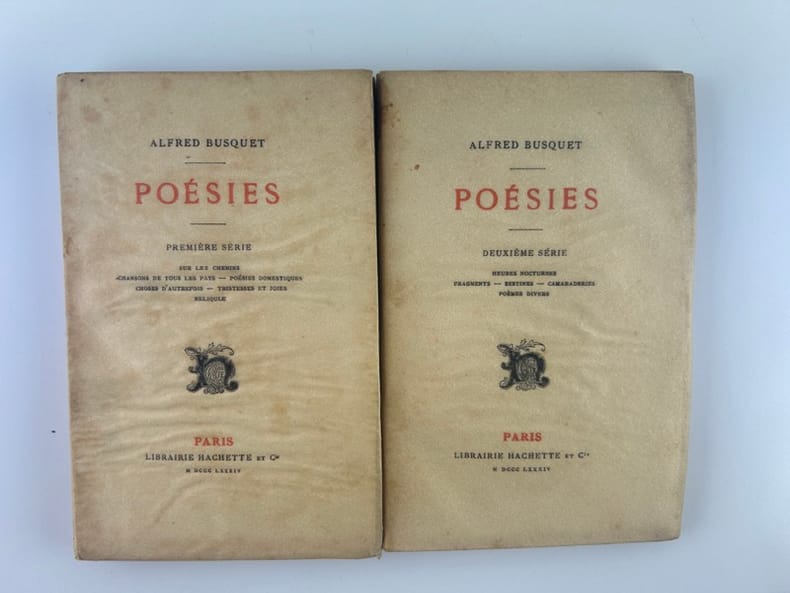 ALFRED BUSQUET
POÉSIES
PREMIÈRE SÉRIE
SUR LES CHEMINS
CHANSONS DE TOUS LES PAYS — POÉSIES DOMESTIQUES
CHOSES D'AUTREFOIS — TRISTESSES ET JOIES
RELIQUIÆ
PARIS
LIBRAIRIE HACHETTE ET Cie
M DCCC LXXXIV
ALFRED BUSQUET
POÉSIES
DEUXIÈME SÉRIE
HEURES NOCTURNES
FRAGMENTS — SIXTINES — CAMARADERIES
POÈMES DIVERS
PARIS
LIBRAIRIE HACHETTE ET Cie
M DCCC LXXXIV